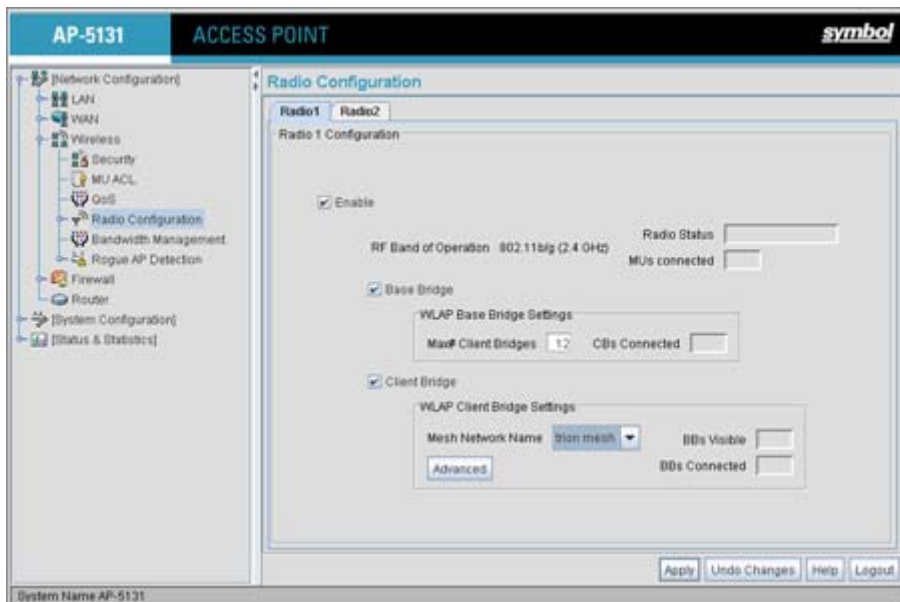 AP-5131 ACCESS POINT symbol
[Network Configuration]
LAN
WAN
Wireless
Security
MU ACL
QoS
Radio Configuration
Bandwidth Management
Rogue AP Detection
Firewall
Router
[System Configuration]
[Status & Statistics]
Radio Configuration
Radio1 Radio2
Radio 1 Configuration
Enable
RF Band of Operation 802.11b/g (2.4 GHz)
Radio Status
MUs connected
Base Bridge
WLAP Base Bridge Settings
Max# Client Bridges 12 CBs Connected
Client Bridge
WLAP Client Bridge Settings
Mesh Network Name trion mesh BBs Visible
Advanced BBs Connected
Apply Undo Changes Help Logout
System Name AP-5131